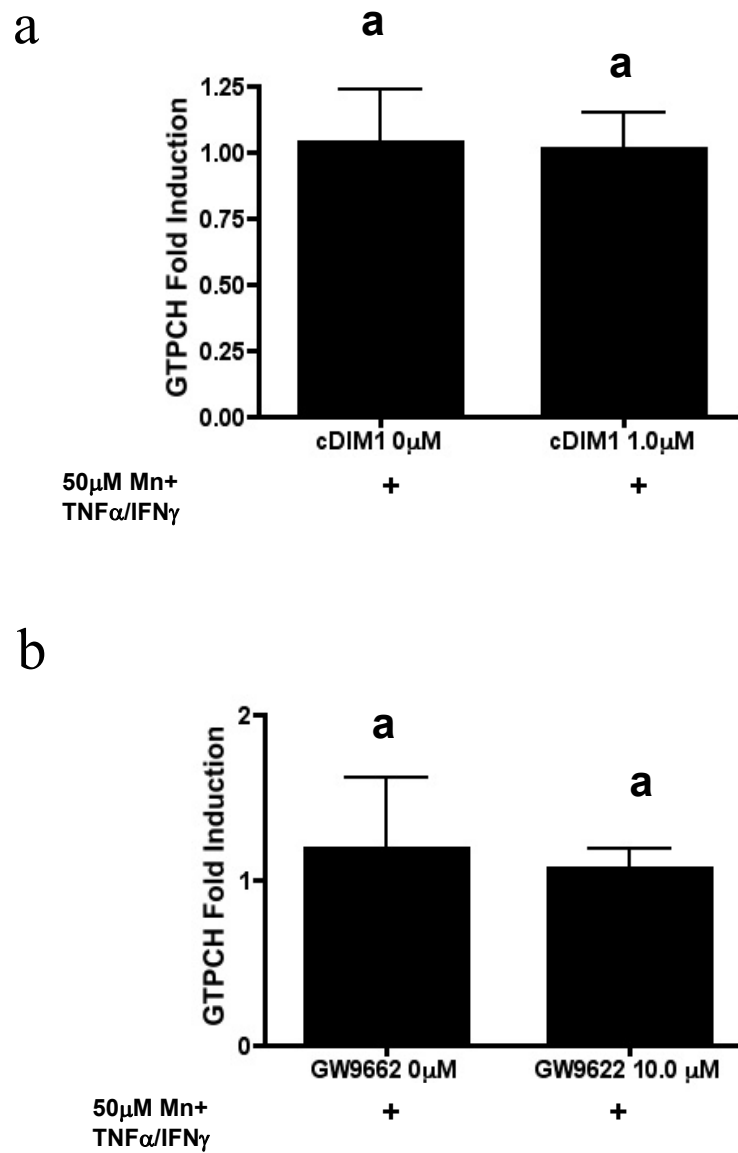 a
a
a
GTPCH Fold Induction
1.25
1.00
0.75
0.50
0.25
0.00
cDIM1 0μM
cDIM1 1.0μM
50μM Mn+
TNFα/IFNγ
+
+
b
a
a
GTPCH Fold Induction
2
1
0
GW9662 0μM
GW9622 10.0 μM
50μM Mn+
TNFα/IFNγ
+
+